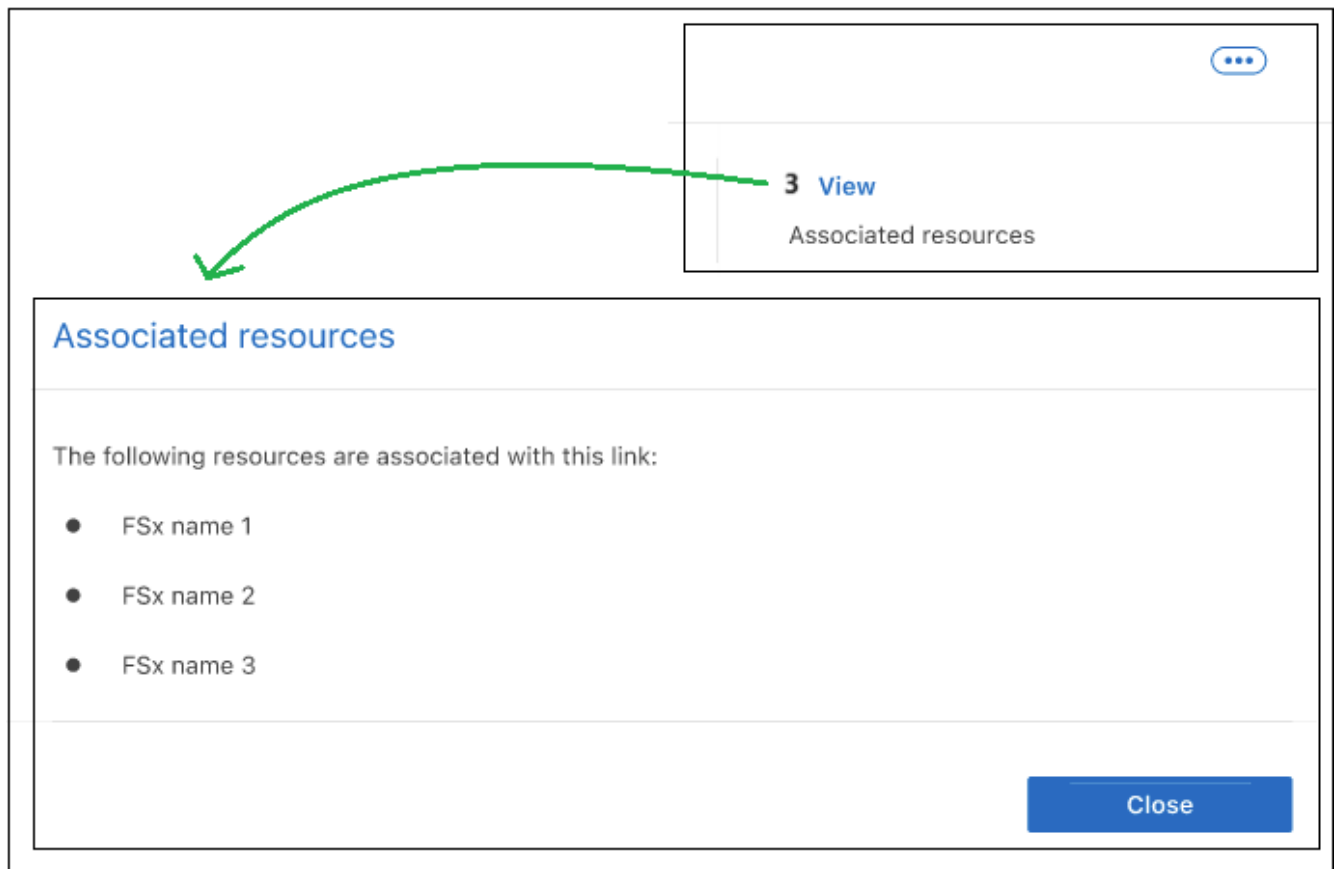 3 View
Associated resources
Associated resources
The following resources are associated with this link:
● FSx name 1
● FSx name 2
● FSx name 3
Close